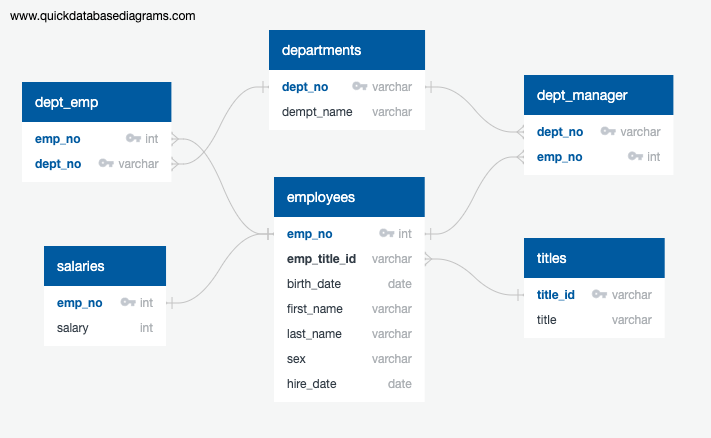 www.quickdatabasediagrams.com
departments
dept_no varchar
dempt_name varchar
dept_emp
emp_no int
dept_no varchar
dept_manager
dept_no varchar
emp_no int
employees
emp_no int
emp_title_id varchar
birth_date date
first_name varchar
last_name varchar
sex varchar
hire_date date
salaries
emp_no int
salary int
titles
title_id varchar
title varchar